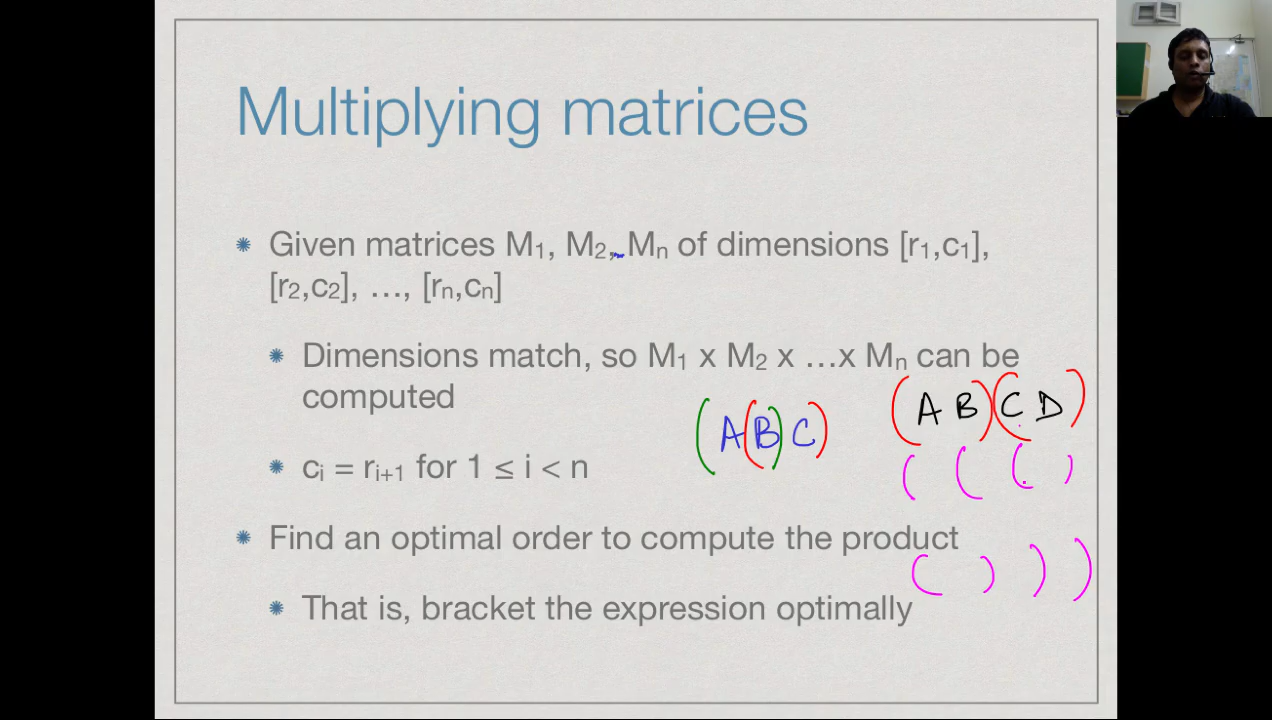 Multiplying matrices
Given matrices M1, M2,...Mn of dimensions [r1,c1],
[r2,c2], …, [rn,cn]
Dimensions match, so M1 x M2 x …x Mn can be
computed
(A(B)C)
(AB)(CD)
( ( ( )
ci = ri+1 for 1 ≤ i < n
Find an optimal order to compute the product
( ) ) )
That is, bracket the expression optimally